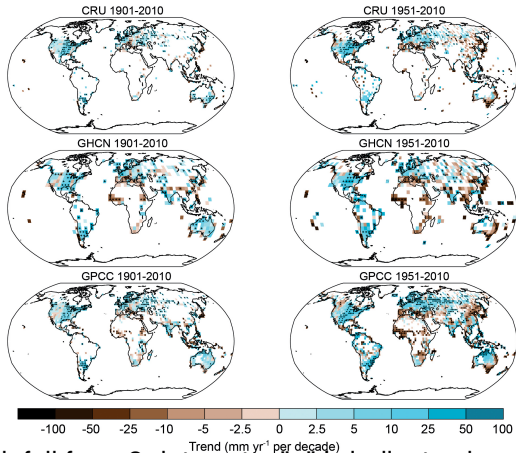 CRU 1901-2010
CRU 1951-2010
GHCN 1901-2010
GHCN 1951-2010
GPCC 1901-2010
GPCC 1951-2010
-100 -50 -25 -10 -5 -2.5 0 2.5 5 10 25 50 100
Trend (mm yr⁻¹ per decade)